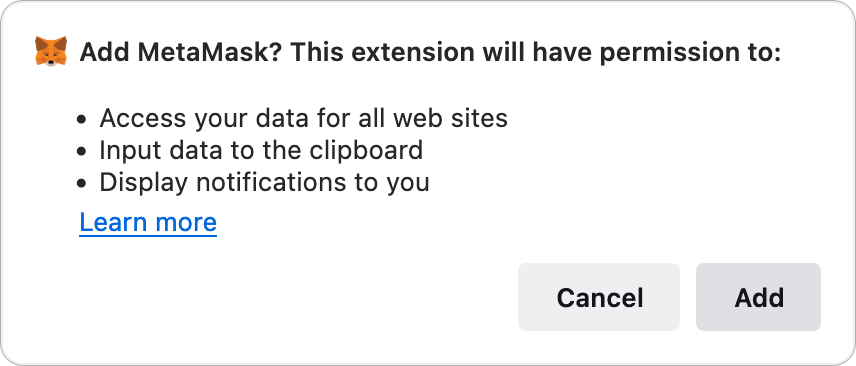 Add MetaMask? This extension will have permission to:
• Access your data for all web sites
• Input data to the clipboard
• Display notifications to you
Learn more
Cancel
Add